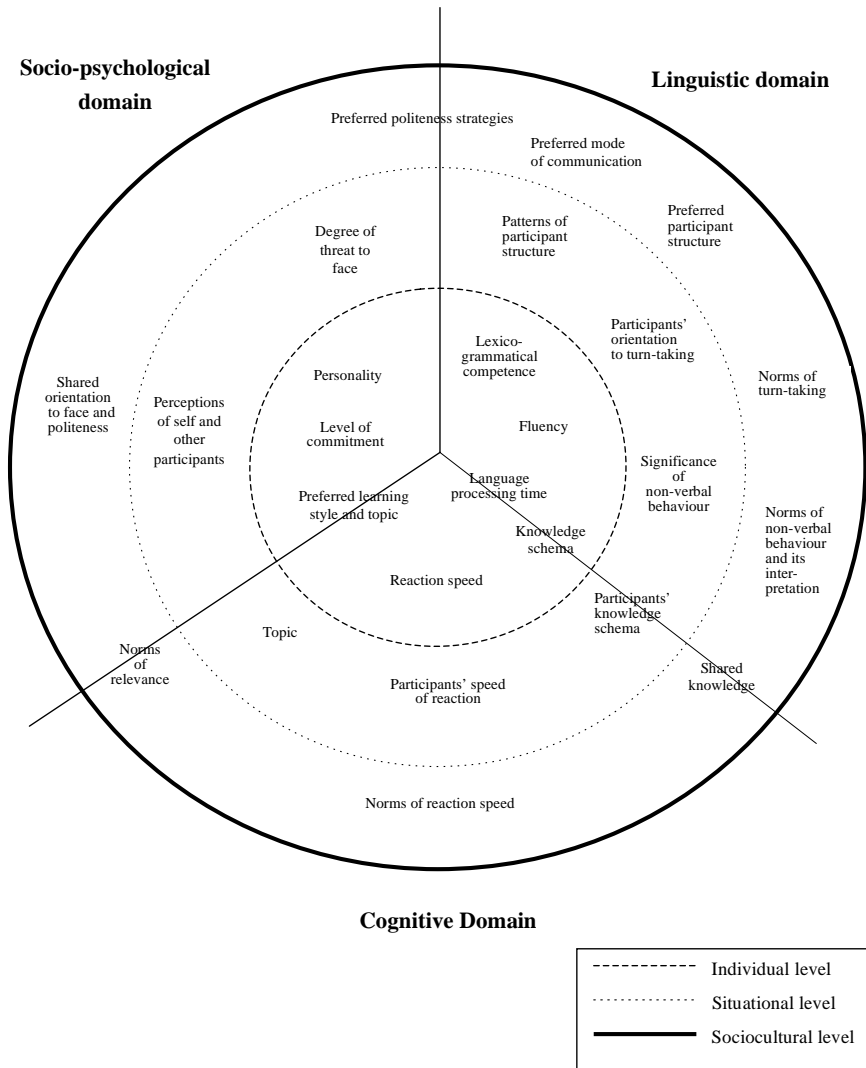 Socio-psychological
domain
Linguistic domain
Preferred politeness strategies
Preferred mode
of communication
Preferred
participant
structure
Degree of
threat to
face
Patterns of
participant
structure
Participants’
orientation
to turn-taking
Lexico-
grammatical
competence
Personality
Shared
orientation
to face and
politeness
Perceptions
of self and
other
participants
Norms of
turn-taking
Level of
commitment
Fluency
Significance
of
non-verbal
behaviour
Language
processing time
Preferred learning
style and topic
Norms of
non-verbal
behaviour
and its
inter-
pretation
Knowledge
schema
Reaction speed
Participants’
knowledge
schema
Topic
Norms
of
relevance
Shared
knowledge
Participants’ speed
of reaction
Norms of reaction speed
Cognitive Domain
Individual level
Situational level
Sociocultural level